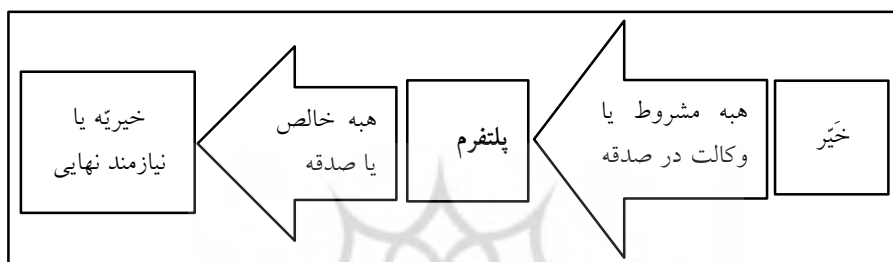 خَیّر
هبه مشروط یا
وکالت در صدقه
پلتفرم
هبه خالص
یا صدقه
خیریّه یا
نیازمند نهایی